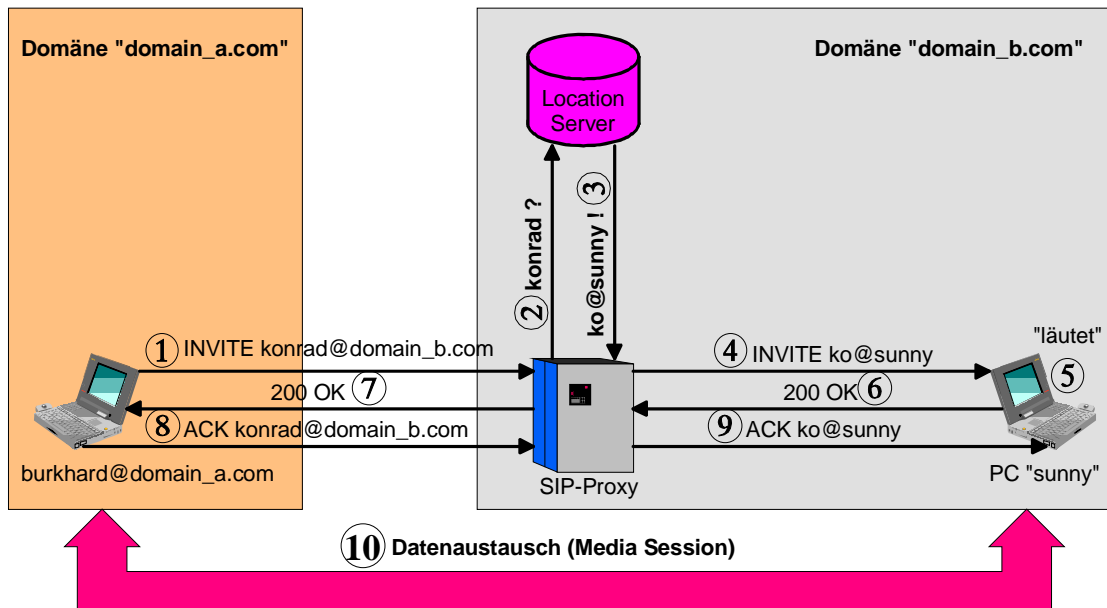 Domäne "domain_a.com"
Domäne "domain_b.com"
Location
Server
② konrad ?
ko@sunny ! ③
① INVITE konrad@domain_b.com
④ INVITE ko@sunny
"läutet"
⑤
200 OK ⑦
200 OK ⑥
⑧ ACK konrad@domain_b.com
⑨ ACK ko@sunny
burkhard@domain_a.com
SIP-Proxy
PC "sunny"
⑩ Datenaustausch (Media Session)